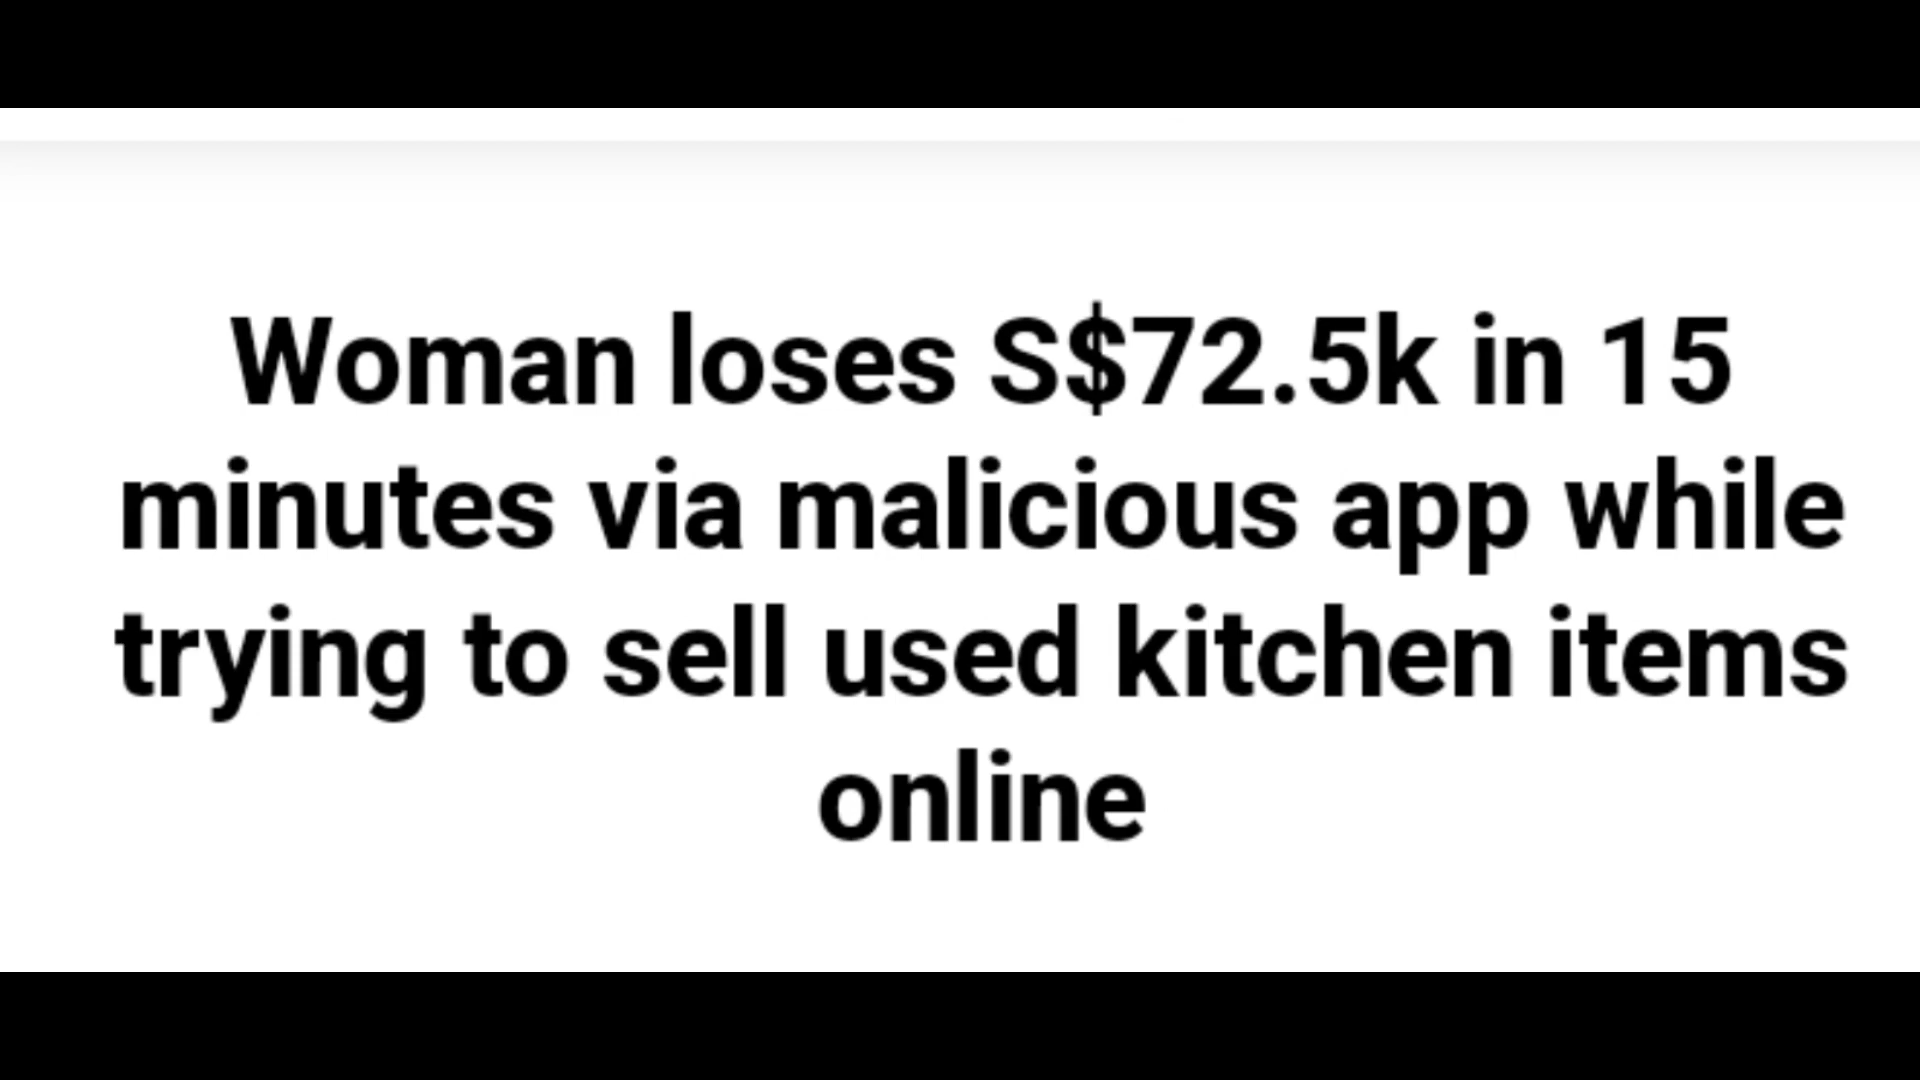 Woman loses S$72.5k in 15
minutes via malicious app while
trying to sell used kitchen items
online